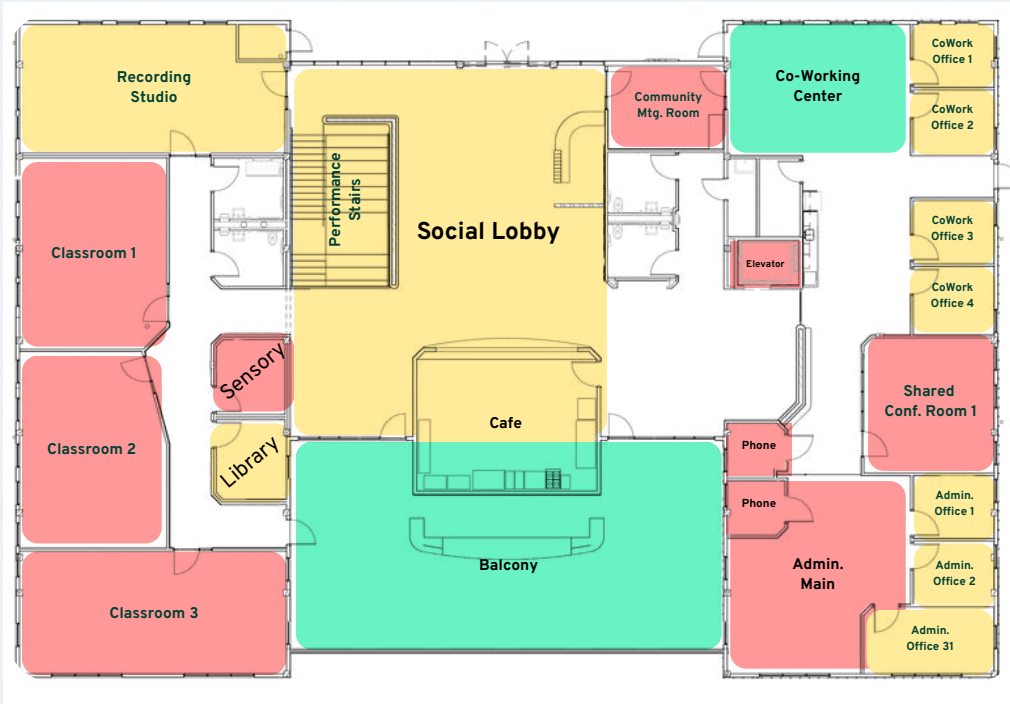 Recording
Studio
Co-Working
Center
CoWork
Office 1
Community
Mtg. Room
CoWork
Office 2
Performance
Stairs
Social Lobby
Classroom 1
CoWork
Office 3
Elevator
CoWork
Office 4
Sensory
Shared
Conf. Room 1
Cafe
Classroom 2
Library
Phone
Phone
Admin.
Office 1
Balcony
Admin.
Main
Admin.
Office 2
Classroom 3
Admin.
Office 31